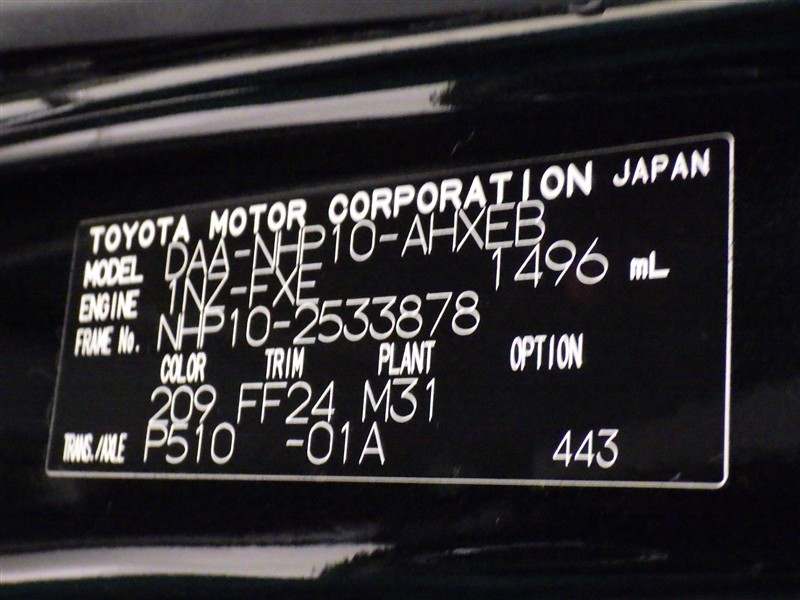 TOYOTA MOTOR CORPORATION JAPAN
MODEL DAA-NHP10-AHXEB
ENGINE 1NZ-FXE 1496 mL
FRAME No. NHP10-2533878
COLOR TRIM PLANT OPTION
209 FF24 M31
TRANS./AXLE P510 -01A 443